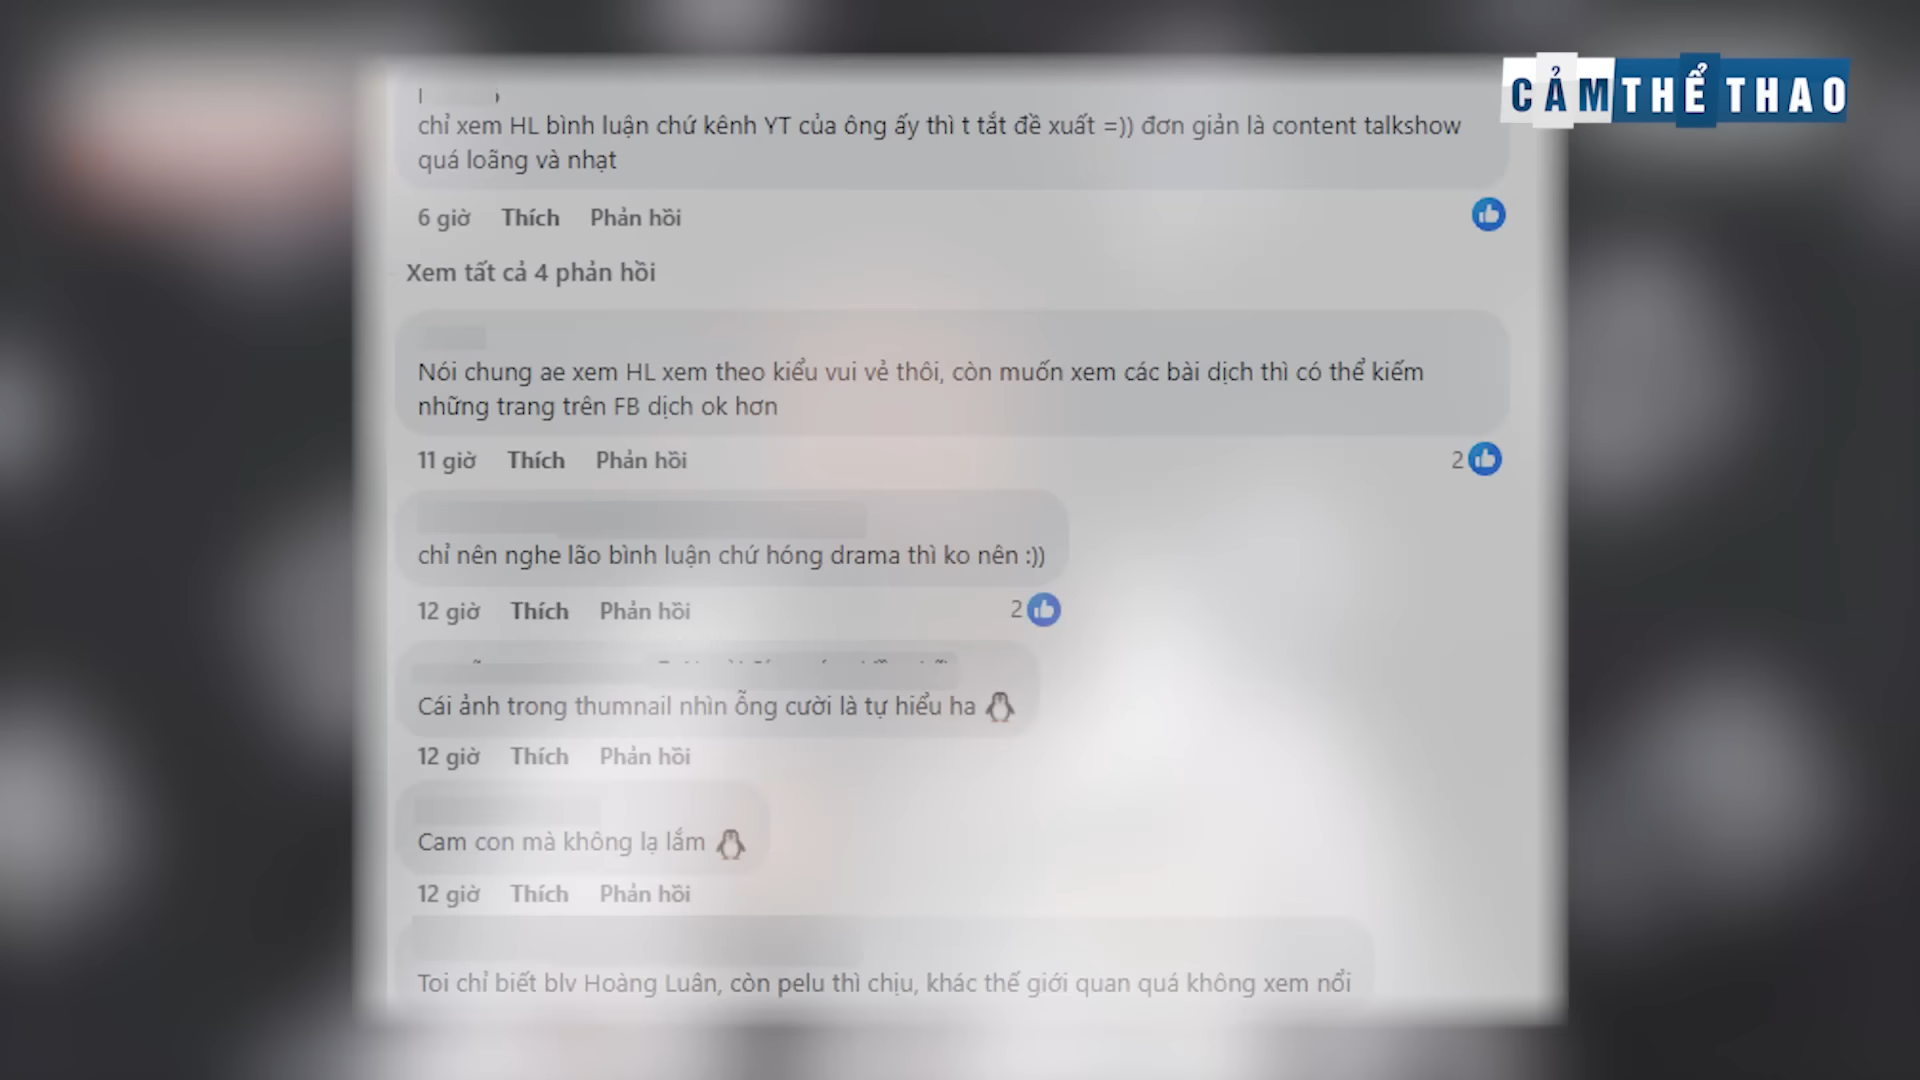 CẢM THỂ THAO
chỉ xem HL bình luận chứ kênh YT của ông ấy thì t tắt đề xuất =)) đơn giản là content talkshow
quá loãng và nhạt
6 giờ Thích Phản hồi
Xem tất cả 4 phản hồi
Nói chung ae xem HL xem theo kiểu vui vẻ thôi, còn muốn xem các bài dịch thì có thể kiếm
những trang trên FB dịch ok hơn
11 giờ Thích Phản hồi 2
chỉ nên nghe lão bình luận chứ hóng drama thì ko nên :))
12 giờ Thích Phản hồi 2
Cái ảnh trong thumnail nhìn ỗng cười là tự hiểu ha
12 giờ Thích Phản hồi
Cam con mà không lạ lắm
12 giờ Thích Phản hồi
Toi chỉ biết blv Hoàng Luân, còn pelu thì chịu, khác thế giới quan quá không xem nổi